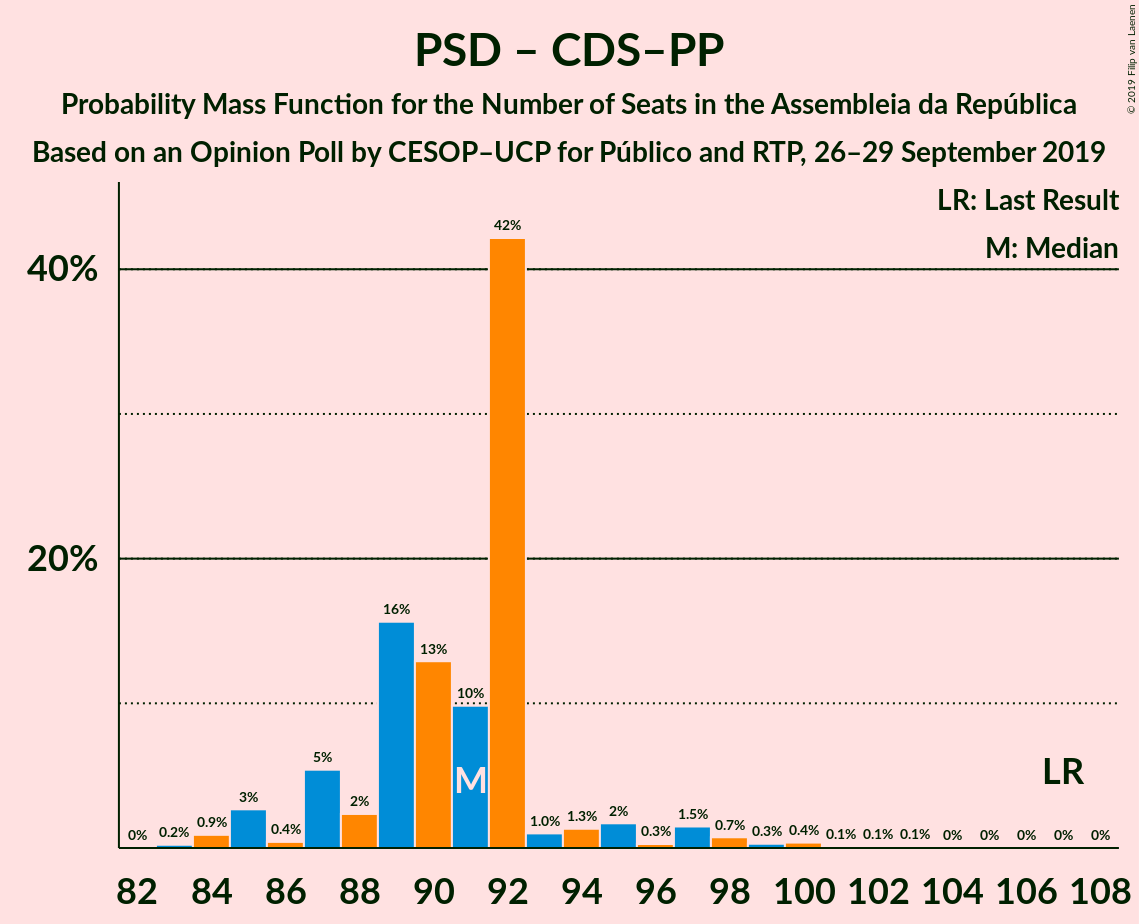 PSD – CDS–PP
Probability Mass Function for the Number of Seats in the Assembleia da República
Based on an Opinion Poll by CESOP–UCP for Público and RTP, 26–29 September 2019
© 2019 Filip van Laenen
LR: Last Result
M: Median
40%
20%
0% 0.2% 0.9% 3% 0.4% 5% 2% 16% 13% 10% 42% 1.0% 1.3% 2% 0.3% 1.5% 0.7% 0.3% 0.4% 0.1% 0.1% 0.1% 0% 0% 0% 0% 0%
M
LR
82 84 86 88 90 92 94 96 98 100 102 104 106 108